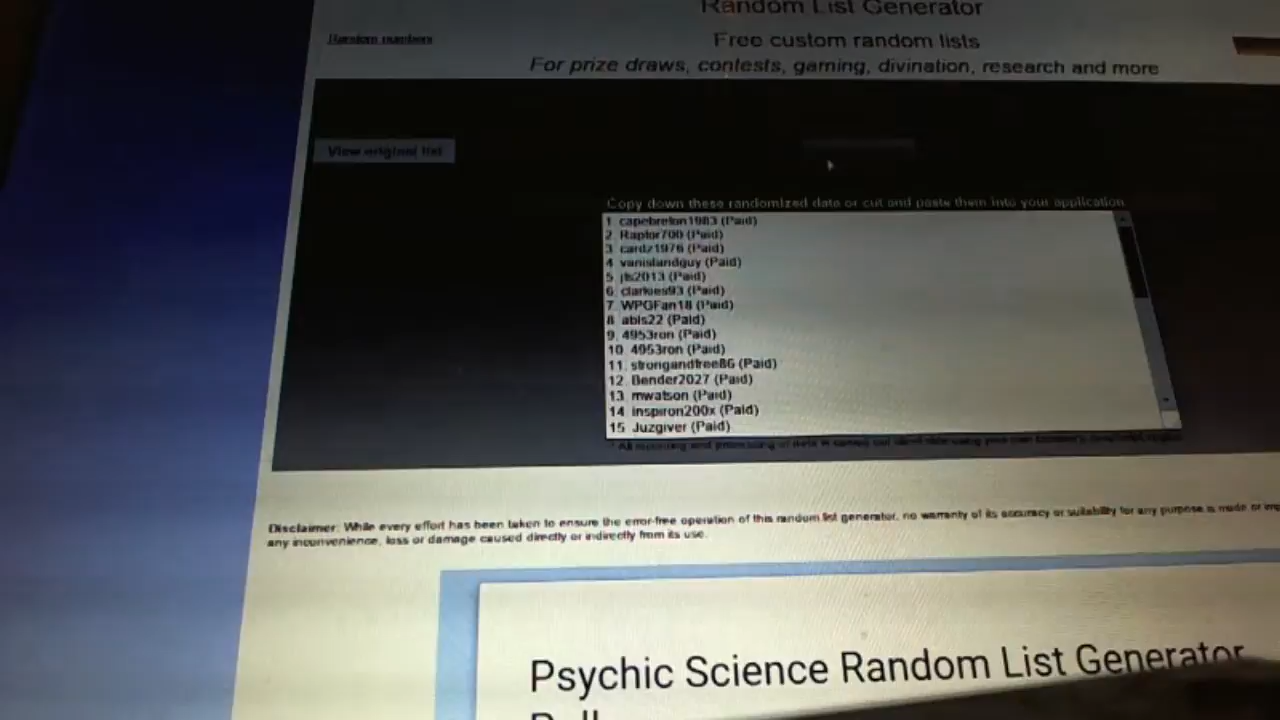 Random List Generator
Random numbers
Free custom random lists
For prize draws, contests, gaming, divination, research and more
View original list
Copy down these randomized data or cut and paste them into your application
1 capebreton1983 (Paid)
2 Raptor700 (Paid)
3 cardz1976 (Paid)
4 vanislandguy (Paid)
5 jts2013 (Paid)
6 clarkies93 (Paid)
7 WPGFan18 (Paid)
8 abls22 (Paid)
9 4953ron (Paid)
10 4953ron (Paid)
11 strongandfree86 (Paid)
12 Bender2027 (Paid)
13 mwatson (Paid)
14 inspiron200x (Paid)
15 Juzgiver (Paid)
Disclaimer: While every effort has been taken to ensure the error-free operation of this random list generator, no warranty of its accuracy or suitability for any purpose is made or
any inconvenience, loss or damage caused directly or indirectly from its use.
Psychic Science Random List Generator